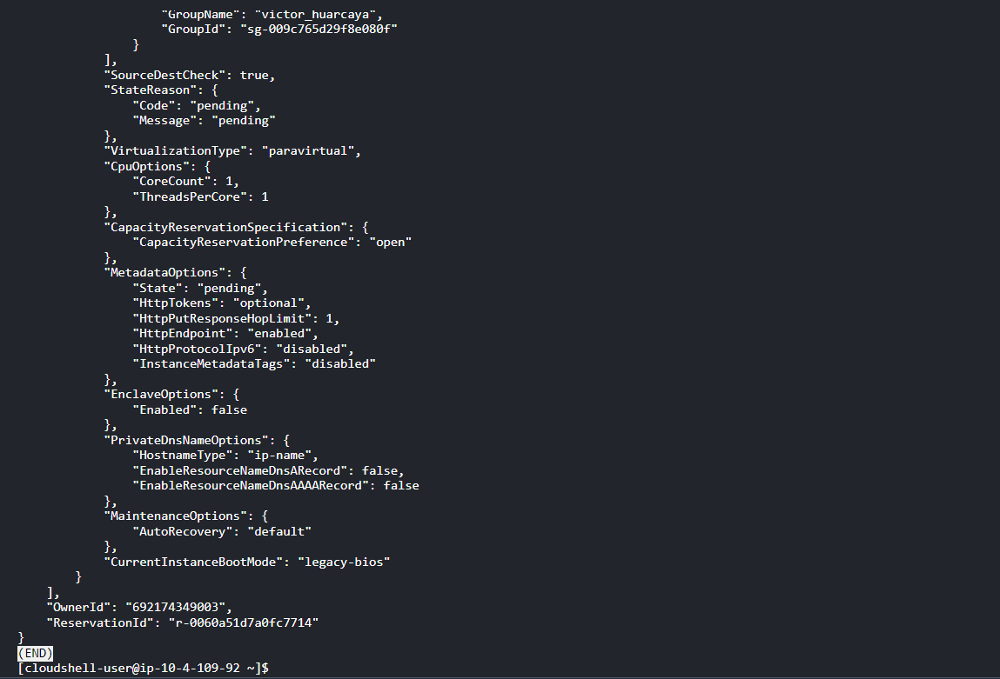 "GroupName": "victor_huarcaya",
"GroupId": "sg-009c765d29f8e080f"
}
],
"SourceDestCheck": true,
"StateReason": {
"Code": "pending",
"Message": "pending"
},
"VirtualizationType": "paravirtual",
"CpuOptions": {
"CoreCount": 1,
"ThreadsPerCore": 1
},
"CapacityReservationSpecification": {
"CapacityReservationPreference": "open"
},
"MetadataOptions": {
"State": "pending",
"HttpTokens": "optional",
"HttpPutResponseHopLimit": 1,
"HttpEndpoint": "enabled",
"HttpProtocolIpv6": "disabled",
"InstanceMetadataTags": "disabled"
},
"EnclaveOptions": {
"Enabled": false
},
"PrivateDnsNameOptions": {
"HostnameType": "ip-name",
"EnableResourceNameDnsARecord": false,
"EnableResourceNameDnsAAAARecord": false
},
"MaintenanceOptions": {
"AutoRecovery": "default"
},
"CurrentInstanceBootMode": "legacy-bios"
}
],
"OwnerId": "692174349003",
"ReservationId": "r-0060a51d7a0fc7714"
}
(END)
[cloudshell-user@ip-10-4-109-92 ~]$